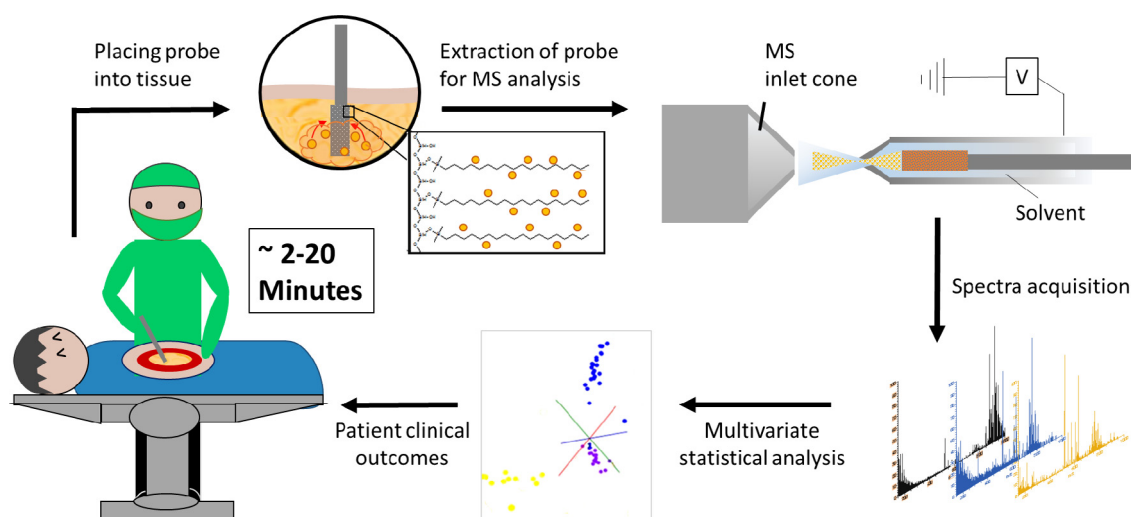 Placing probe
into tissue
Extraction of probe
for MS analysis
MS
inlet cone
V
Solvent
~ 2-20
Minutes
Spectra acquisition
Multivariate
statistical analysis
Patient clinical
outcomes